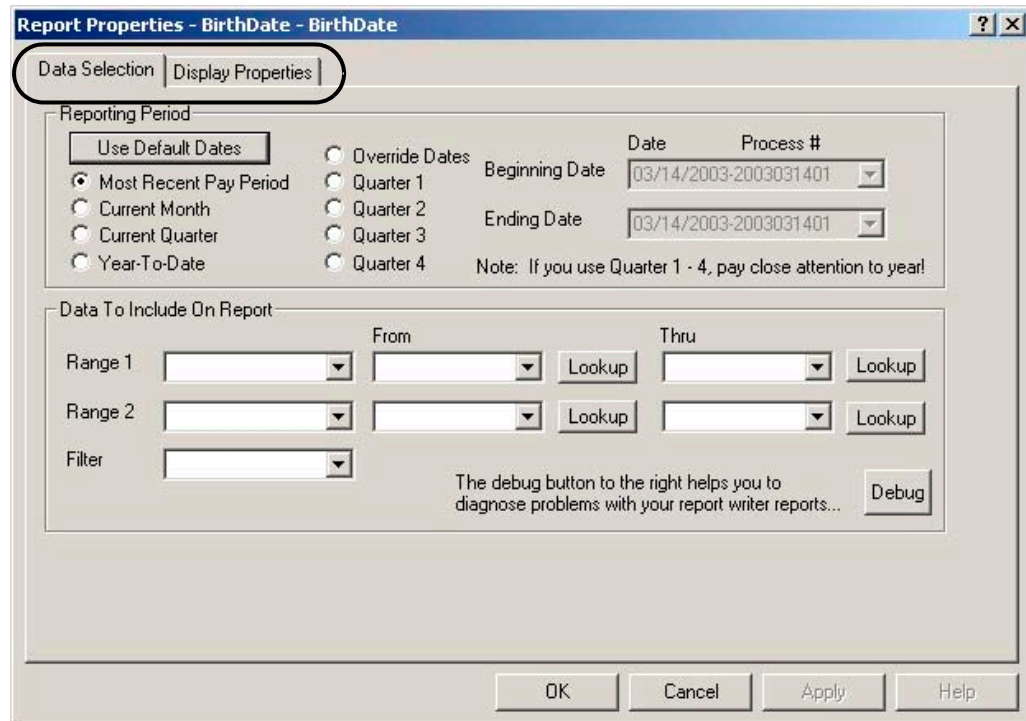 Report Properties - BirthDate - BirthDate
Data Selection
Display Properties
Reporting Period
Use Default Dates
Most Recent Pay Period
Current Month
Current Quarter
Year-To-Date
Override Dates
Quarter 1
Quarter 2
Quarter 3
Quarter 4
Date Process #
Beginning Date 03/14/2003-2003031401
Ending Date 03/14/2003-2003031401
Note: If you use Quarter 1 - 4, pay close attention to year!
Data To Include On Report
From Thru
Range 1 Lookup Lookup
Range 2 Lookup Lookup
Filter
The debug button to the right helps you to
diagnose problems with your report writer reports...
Debug
OK Cancel Apply Help